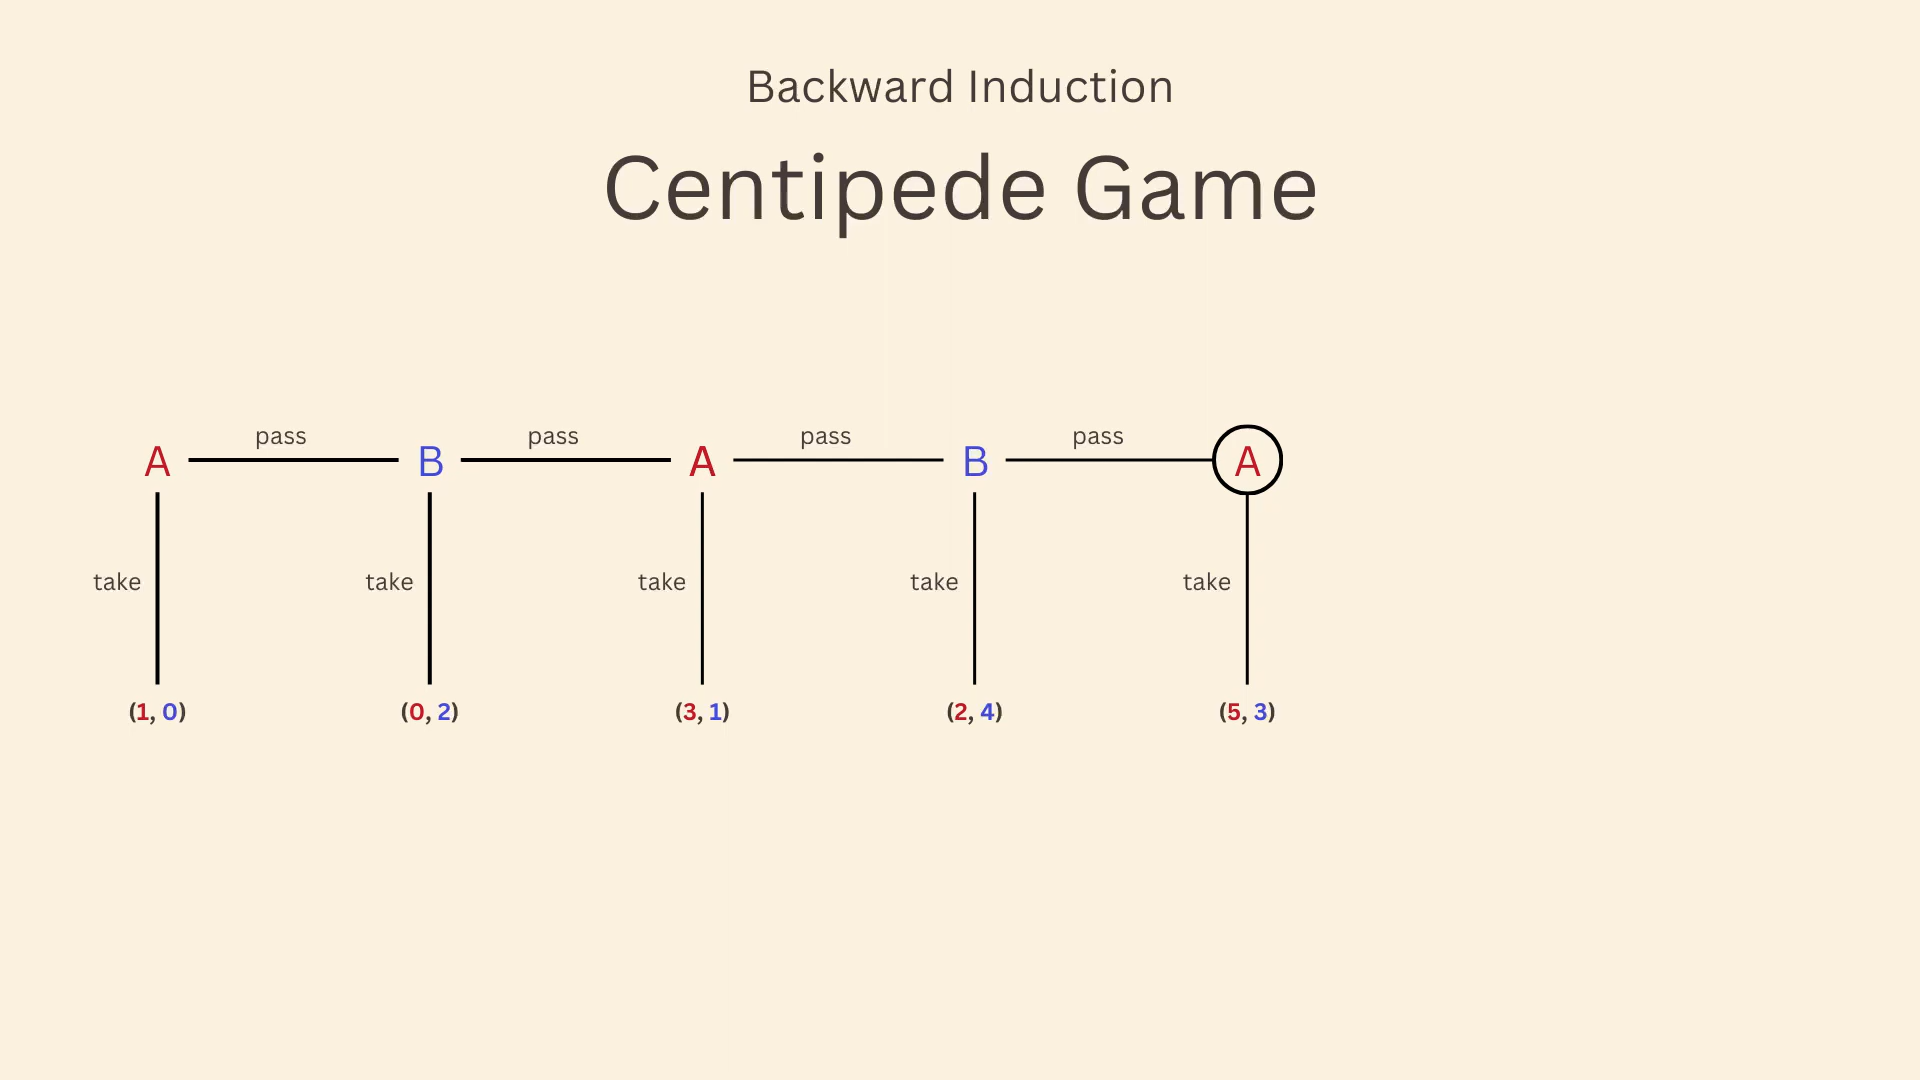 Backward Induction
Centipede Game
pass pass pass pass
A B A B A
take take take take take
(1, 0) (0, 2) (3, 1) (2, 4) (5, 3)